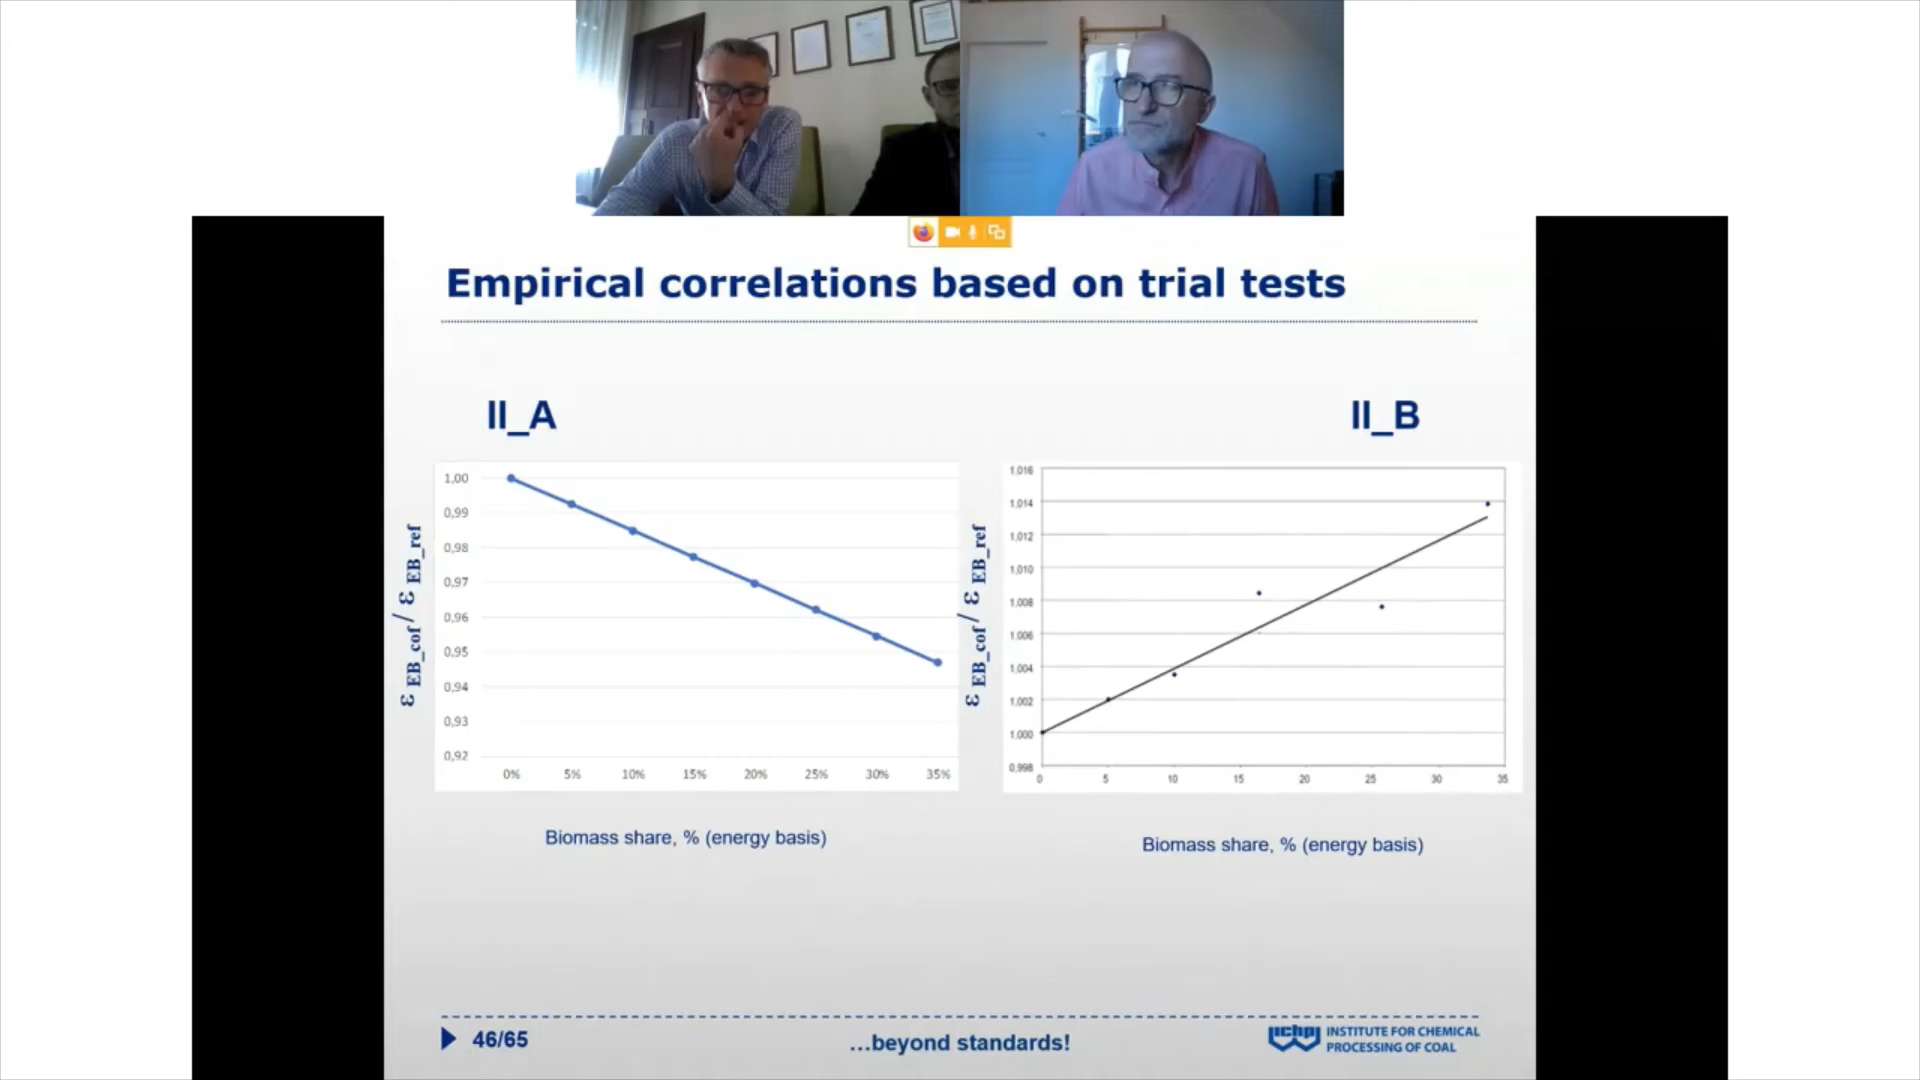 Empirical correlations based on trial tests
II_A
II_B
ε EB_cof / ε EB_ref
1,00
0,99
0,98
0,97
0,96
0,95
0,94
0,93
0,92
0% 5% 10% 15% 20% 25% 30% 35%
Biomass share, % (energy basis)
ε EB_cof / ε EB_ref
1,016
1,014
1,012
1,010
1,008
1,006
1,004
1,002
1,000
0,998
0 5 10 15 20 25 30 35
Biomass share, % (energy basis)
46/65
...beyond standards!
ichpw
INSTITUTE FOR CHEMICAL
PROCESSING OF COAL